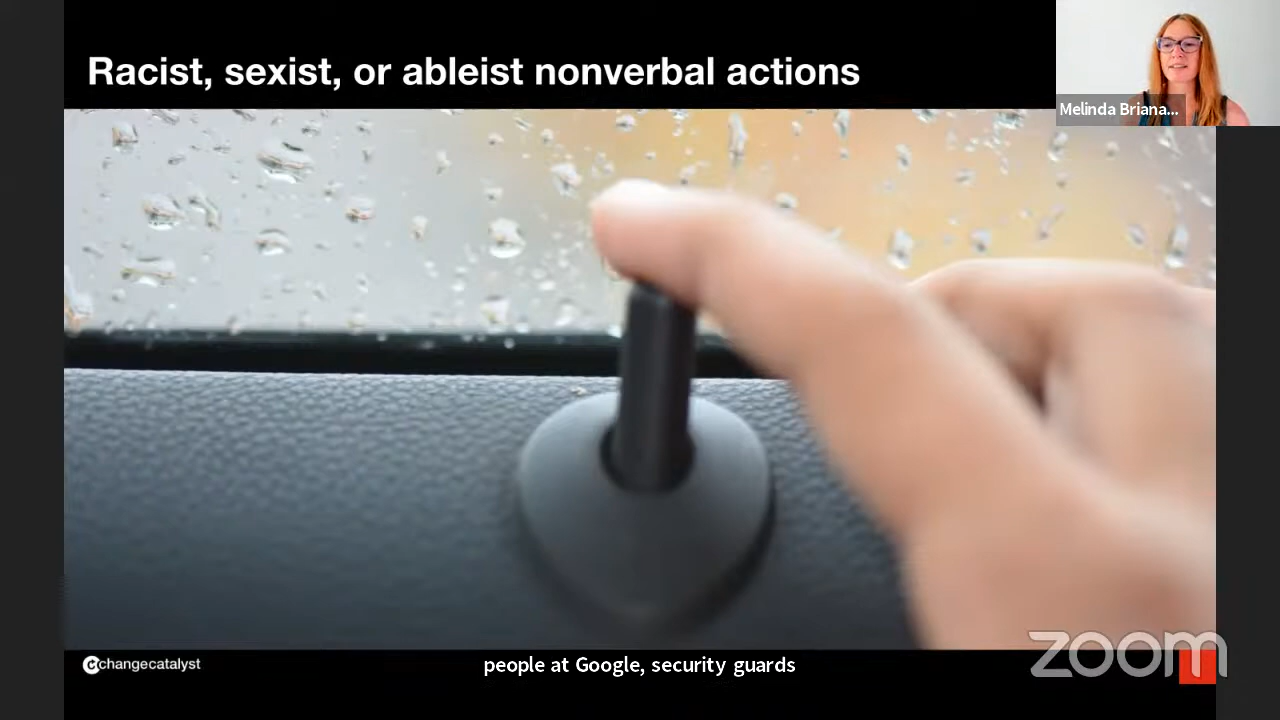 Racist, sexist, or ableist nonverbal actions
Melinda Briana...
changecatalyst
people at Google, security guards
zoom